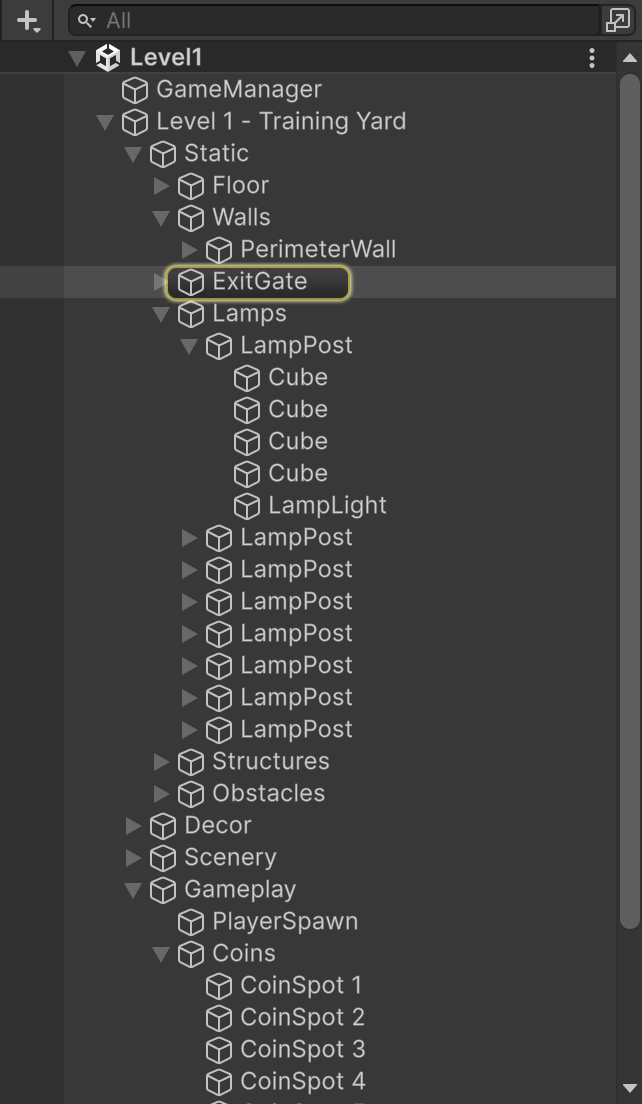 All
Level1
GameManager
Level 1 - Training Yard
Static
Floor
Walls
PerimeterWall
ExitGate
Lamps
LampPost
Cube
Cube
Cube
Cube
LampLight
LampPost
LampPost
LampPost
LampPost
LampPost
LampPost
LampPost
Structures
Obstacles
Decor
Scenery
Gameplay
PlayerSpawn
Coins
CoinSpot 1
CoinSpot 2
CoinSpot 3
CoinSpot 4